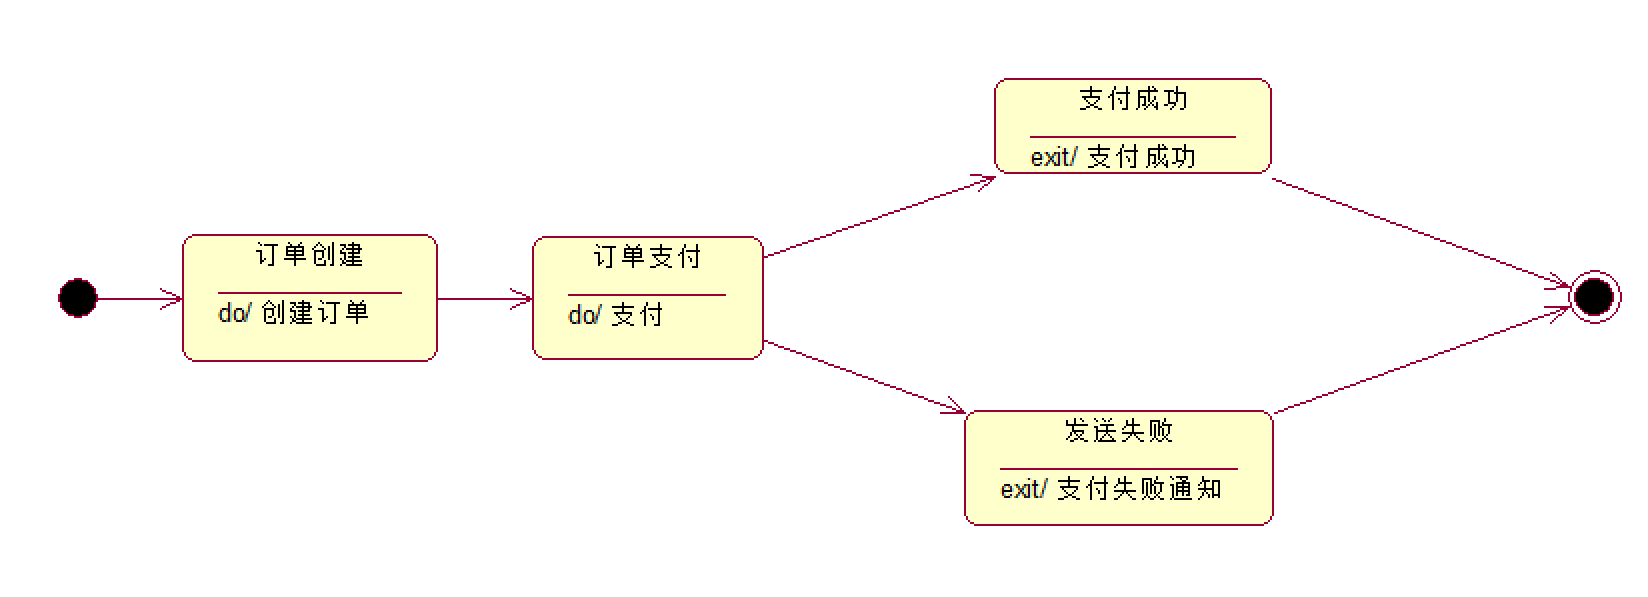 订单创建
do/ 创建订单
订单支付
do/ 支付
支付成功
exit/ 支付成功
发送失败
exit/ 支付失败通知